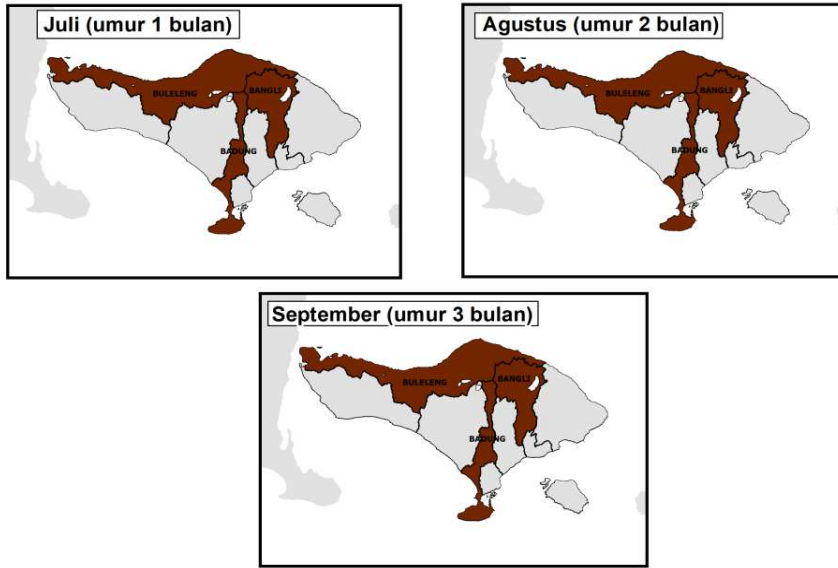 Juli (umur 1 bulan)
BULELENG
BANGLI
BADUNG
Agustus (umur 2 bulan)
BULELENG
BANGLI
BADUNG
September (umur 3 bulan)
BULELENG
BANGLI
BADUNG